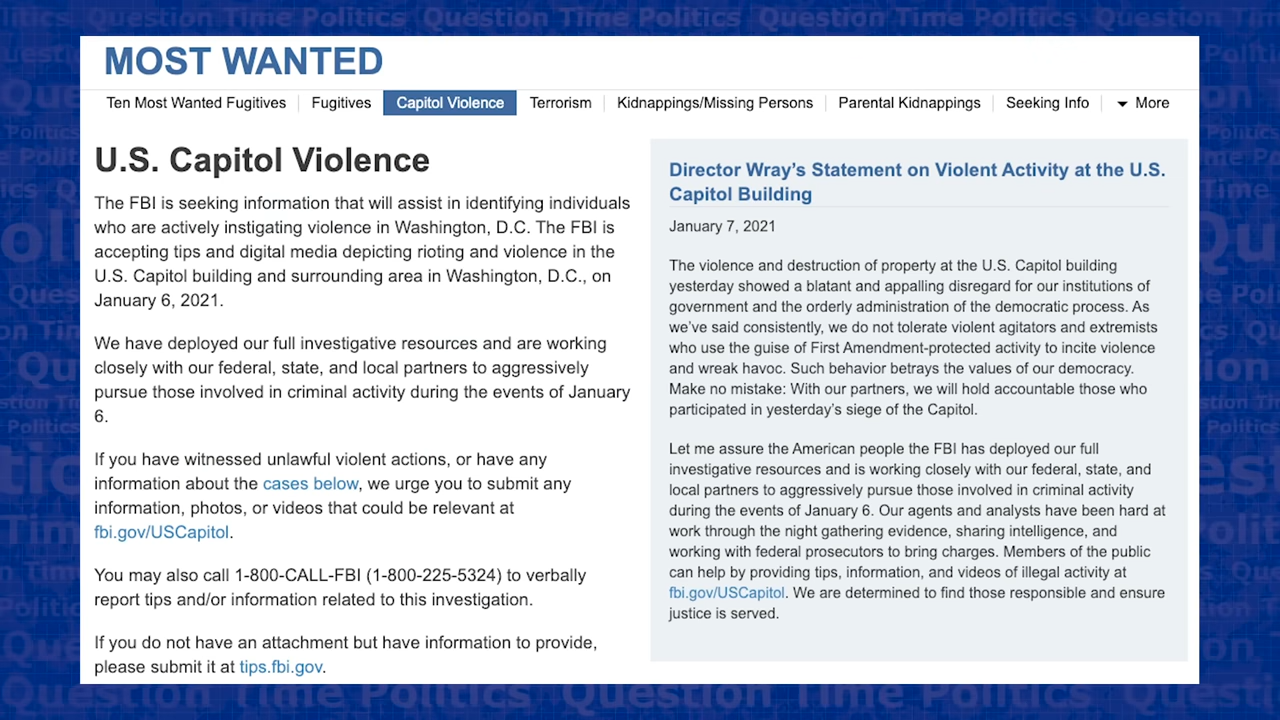 Question Time Politics Question Time Politics Question Time Politics
MOST WANTED
Ten Most Wanted Fugitives
Fugitives
Capitol Violence
Terrorism
Kidnappings/Missing Persons
Parental Kidnappings
Seeking Info
More
U.S. Capitol Violence
The FBI is seeking information that will assist in identifying individuals
who are actively instigating violence in Washington, D.C. The FBI is
accepting tips and digital media depicting rioting and violence in the
U.S. Capitol building and surrounding area in Washington, D.C., on
January 6, 2021.
We have deployed our full investigative resources and are working
closely with our federal, state, and local partners to aggressively
pursue those involved in criminal activity during the events of January
6.
If you have witnessed unlawful violent actions, or have any
information about the cases below, we urge you to submit any
information, photos, or videos that could be relevant at
fbi.gov/USCapitol.
You may also call 1-800-CALL-FBI (1-800-225-5324) to verbally
report tips and/or information related to this investigation.
If you do not have an attachment but have information to provide,
please submit it at tips.fbi.gov.
Director Wray's Statement on Violent Activity at the U.S.
Capitol Building
January 7, 2021
The violence and destruction of property at the U.S. Capitol building
yesterday showed a blatant and appalling disregard for our institutions of
government and the orderly administration of the democratic process. As
we've said consistently, we do not tolerate violent agitators and extremists
who use the guise of First Amendment-protected activity to incite violence
and wreak havoc. Such behavior betrays the values of our democracy.
Make no mistake: With our partners, we will hold accountable those who
participated in yesterday's siege of the Capitol.
Let me assure the American people the FBI has deployed our full
investigative resources and is working closely with our federal, state, and
local partners to aggressively pursue those involved in criminal activity
during the events of January 6. Our agents and analysts have been hard at
work through the night gathering evidence, sharing intelligence, and
working with federal prosecutors to bring charges. Members of the public
can help by providing tips, information, and videos of illegal activity at
fbi.gov/USCapitol. We are determined to find those responsible and ensure
justice is served.
Question Time Politics Question Time Politics